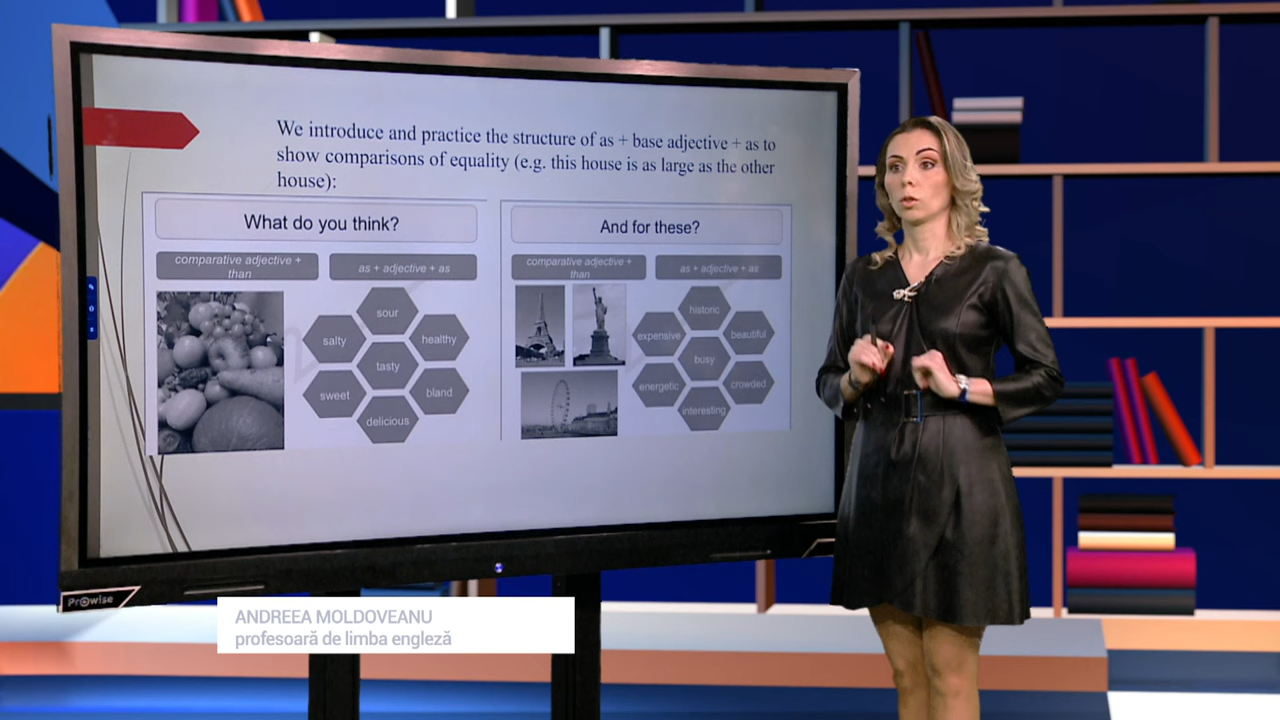 We introduce and practice the structure of as + base adjective + as to
show comparisons of equality (e.g. this house is as large as the other
house):
What do you think?
comparative adjective +
than
as + adjective + as
sour
salty
healthy
tasty
sweet
bland
delicious
And for these?
comparative adjective +
than
as + adjective + as
historic
expensive
beautiful
busy
energetic
crowded
interesting
Prowise
ANDREEA MOLDOVEANU
profesoară de limba engleză